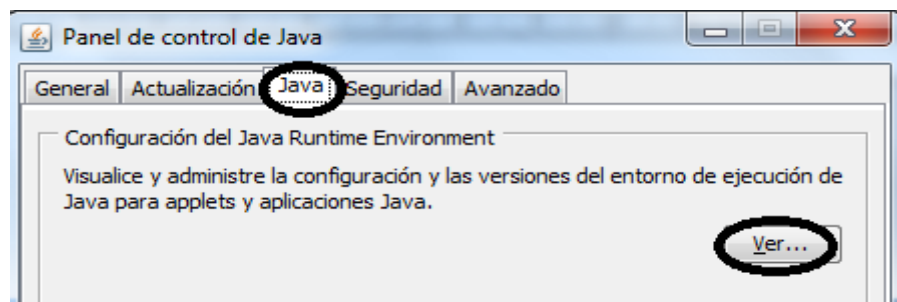 Panel de control de Java
General Actualización Java Seguridad Avanzado
Configuración del Java Runtime Environment
Visualice y administre la configuración y las versiones del entorno de ejecución de
Java para applets y aplicaciones Java.
Ver...